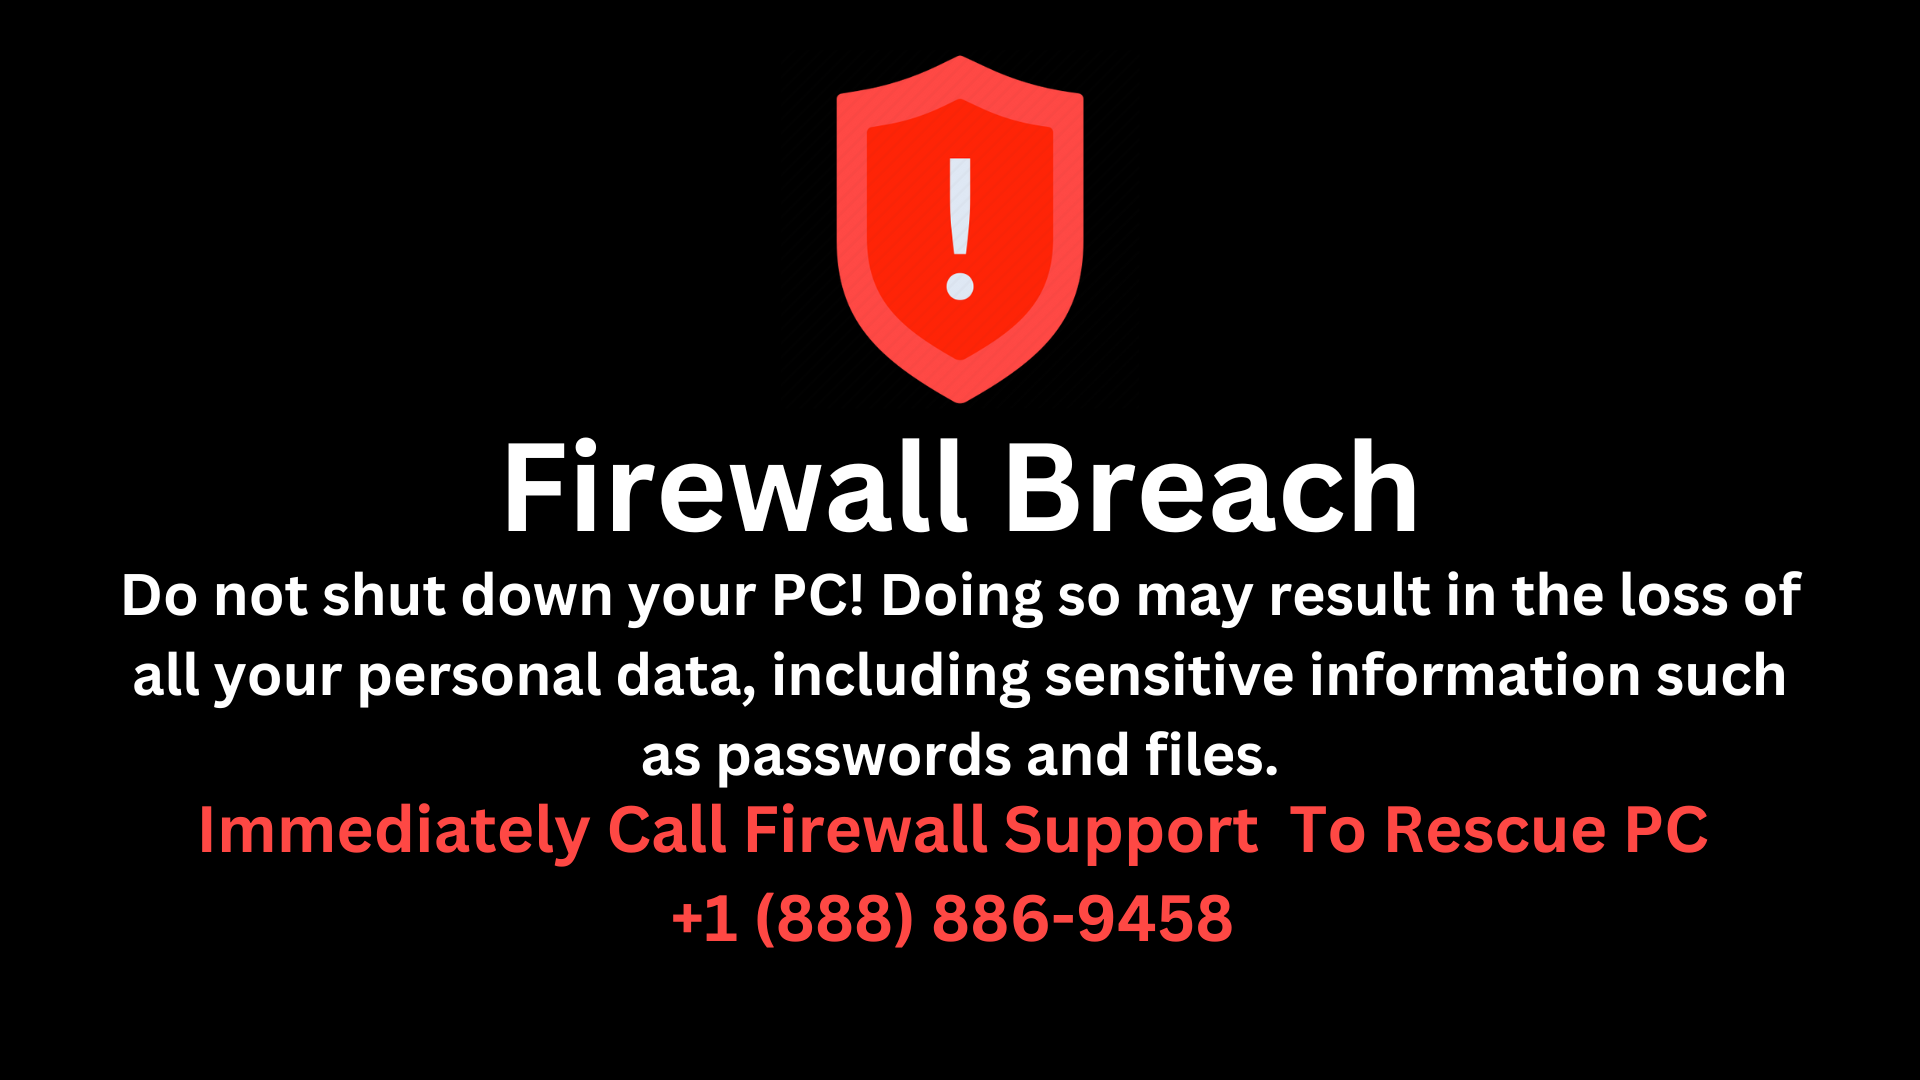 !
Firewall Breach
Do not shut down your PC! Doing so may result in the loss of
all your personal data, including sensitive information such
as passwords and files.
Immediately Call Firewall Support  To Rescue PC
+1 (888) 886-9458